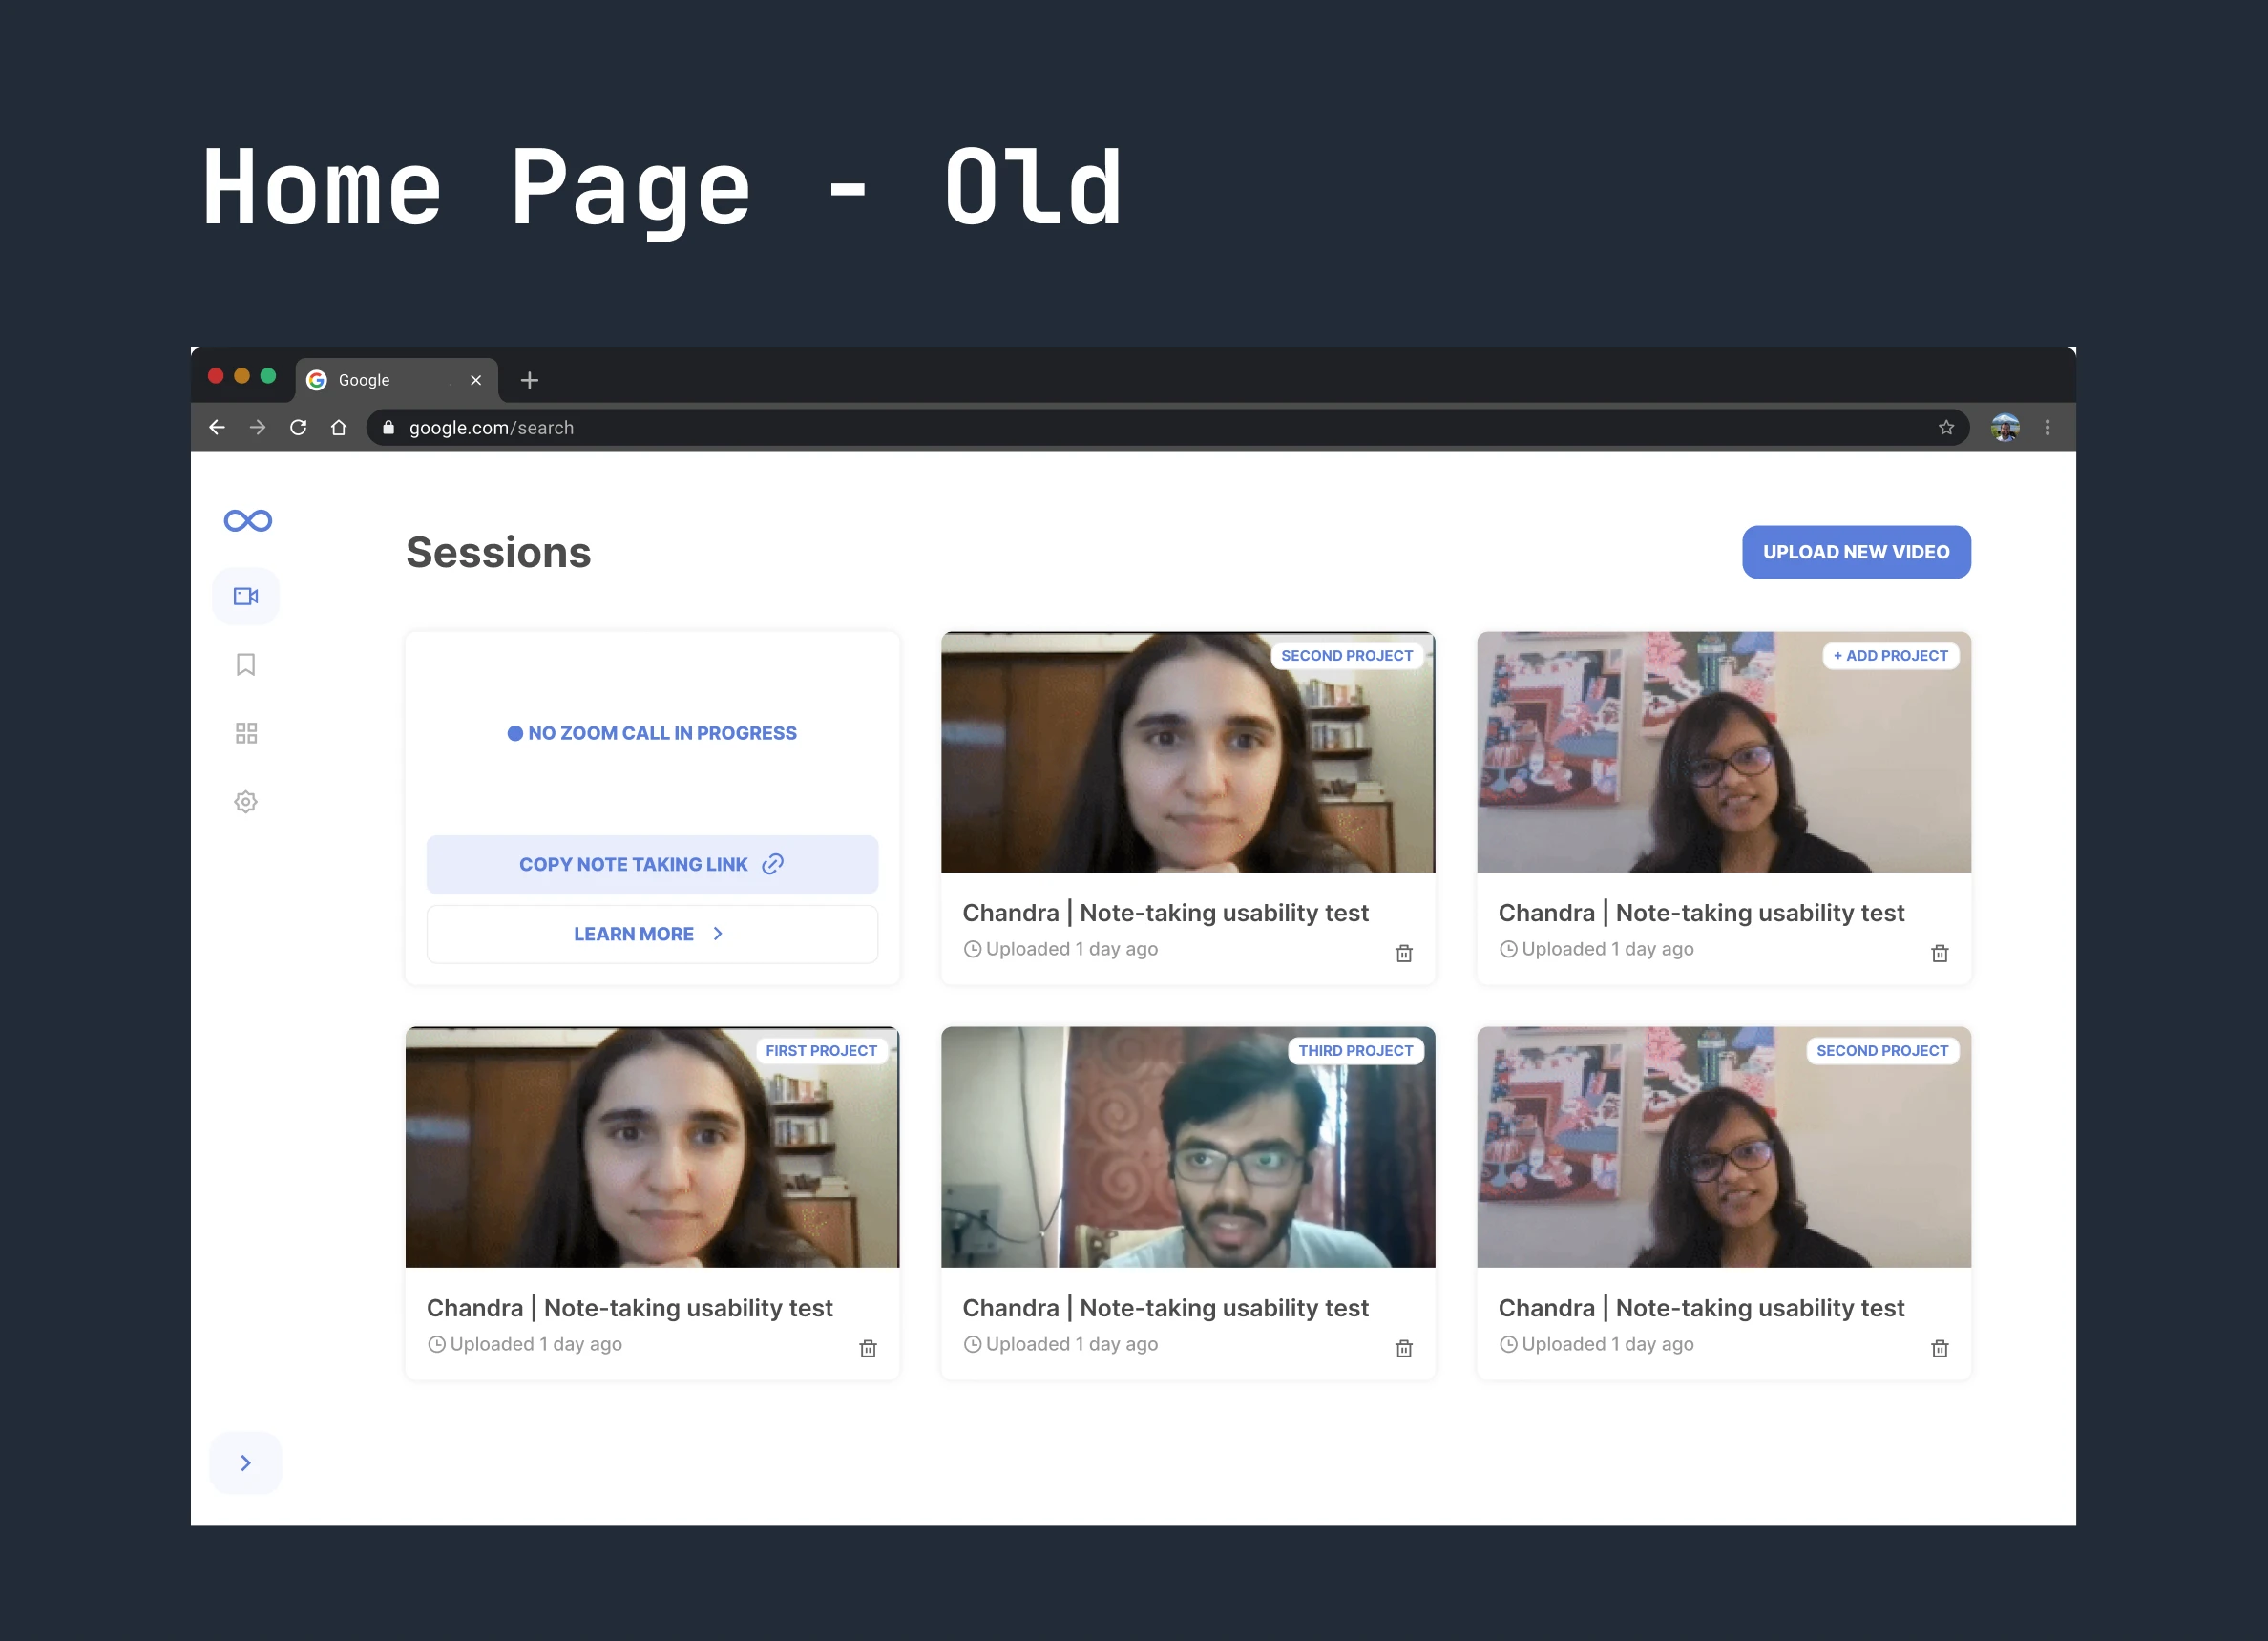 Home Page - Old
Google
google.com/search
Sessions
UPLOAD NEW VIDEO
NO ZOOM CALL IN PROGRESS
COPY NOTE TAKING LINK
LEARN MORE
SECOND PROJECT
Chandra | Note-taking usability test
Uploaded 1 day ago
+ ADD PROJECT
Chandra | Note-taking usability test
Uploaded 1 day ago
FIRST PROJECT
Chandra | Note-taking usability test
Uploaded 1 day ago
THIRD PROJECT
Chandra | Note-taking usability test
Uploaded 1 day ago
SECOND PROJECT
Chandra | Note-taking usability test
Uploaded 1 day ago